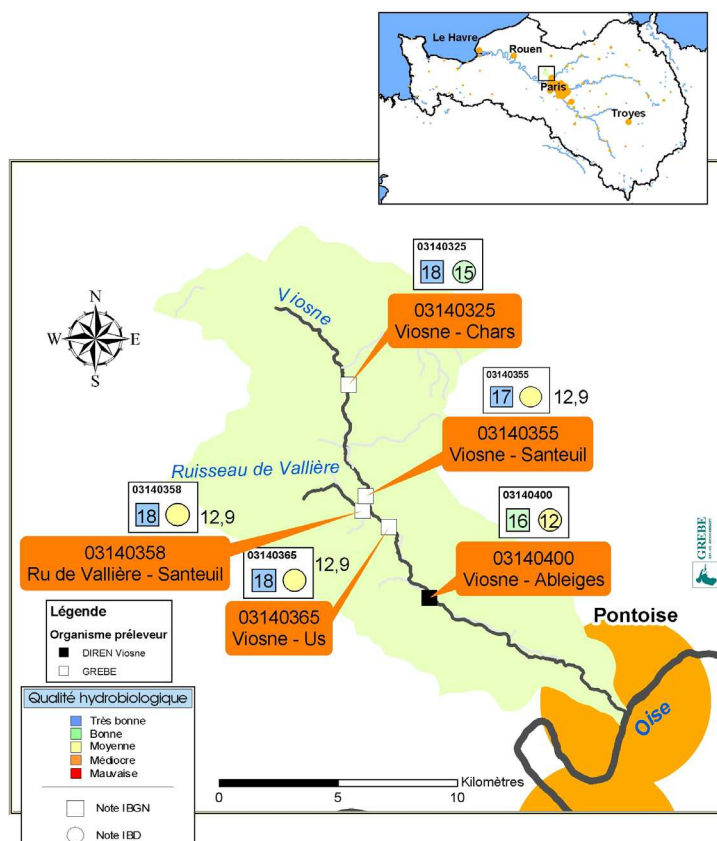 Le Havre
Rouen
Paris
Troyes
03140325
18 15
Viosne
03140325
Viosne - Chars
N
W E
S
03140355
17 12,9
03140355
Viosne - Santeuil
Ruisseau de Vallière
03140358
18 12,9
03140358
Ru de Vallière - Santeuil
03140365
18 12,9
03140365
Viosne - Us
03140400
16 12
03140400
Viosne - Ableiges
GREBE
Pontoise
Oise
Légende
Organisme préleveur
DIREN Viosne
GREBE
Qualité hydrobiologique
Très bonne
Bonne
Moyenne
Médiocre
Mauvaise
Note IBGN
Note IBD
Kilomètres
0 5 10